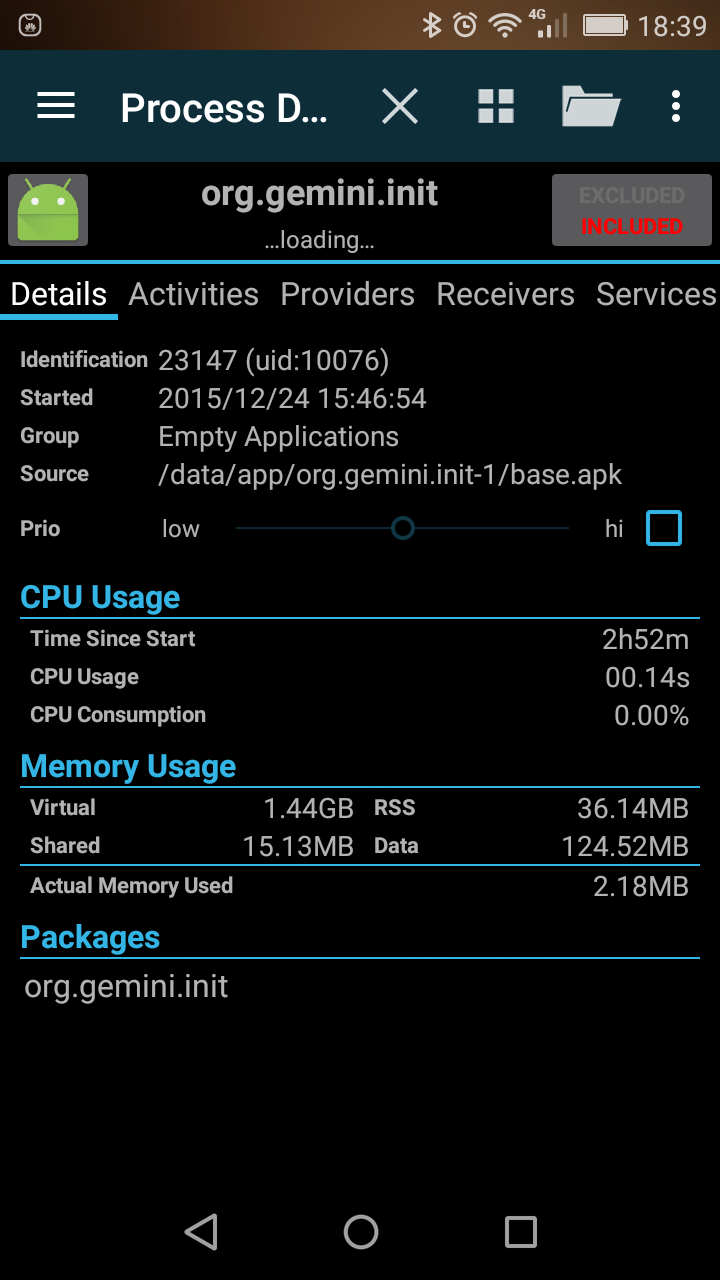 4G 18:39
Process D...
org.gemini.init
...loading...
EXCLUDED
INCLUDED
Details Activities Providers Receivers Services
Identification 23147 (uid:10076)
Started 2015/12/24 15:46:54
Group Empty Applications
Source /data/app/org.gemini.init-1/base.apk
Prio low hi
CPU Usage
Time Since Start 2h52m
CPU Usage 00.14s
CPU Consumption 0.00%
Memory Usage
Virtual 1.44GB RSS 36.14MB
Shared 15.13MB Data 124.52MB
Actual Memory Used 2.18MB
Packages
org.gemini.init